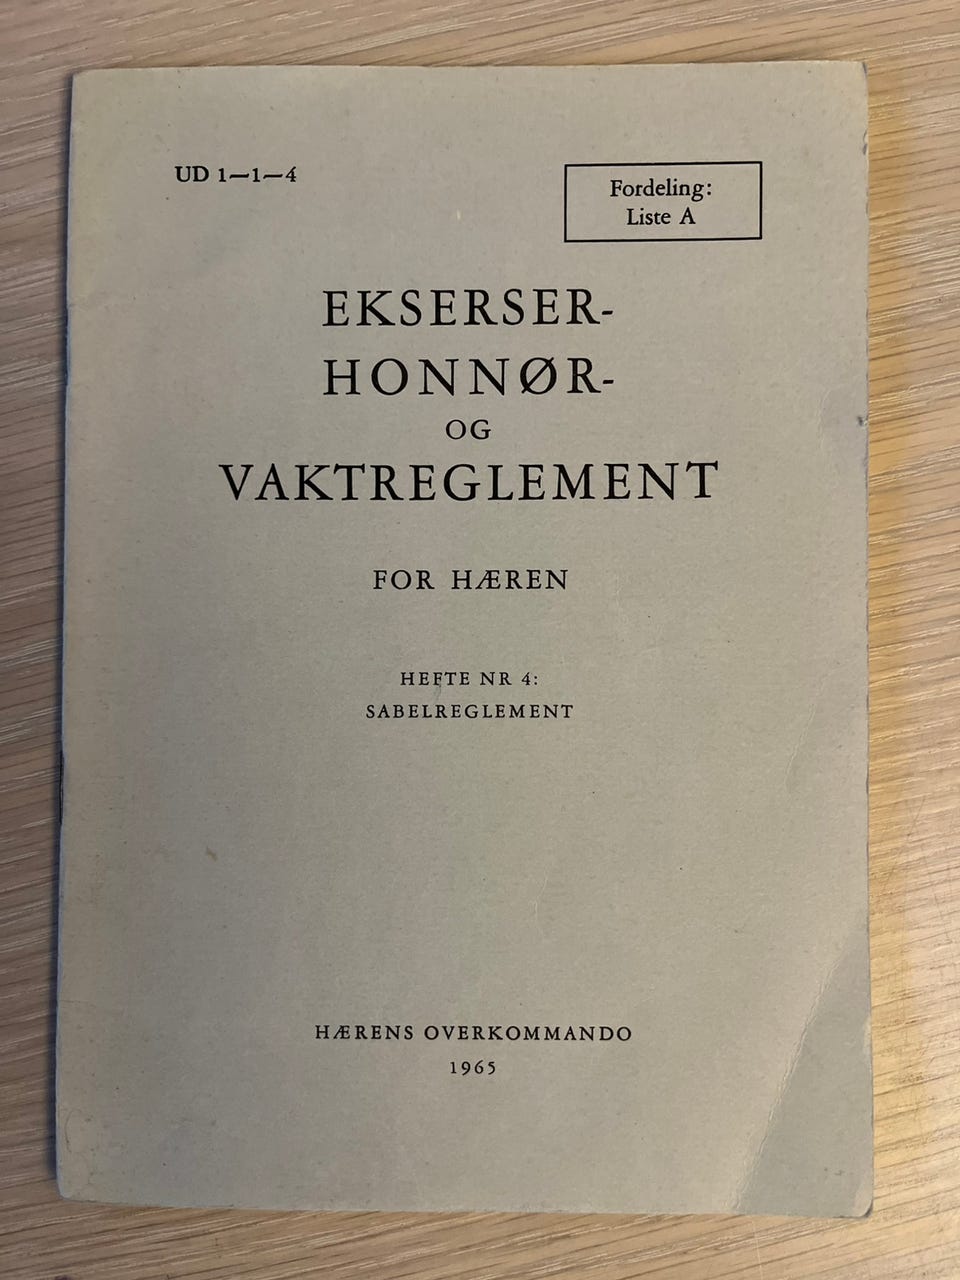 UD 1—1—4
Fordeling:
Liste A
EKSERSER-
HONNØR-
OG
VAKTREGLEMENT
FOR HÆREN
HEFTE NR 4:
SABELREGLEMENT
HÆRENS OVERKOMMANDO
1965